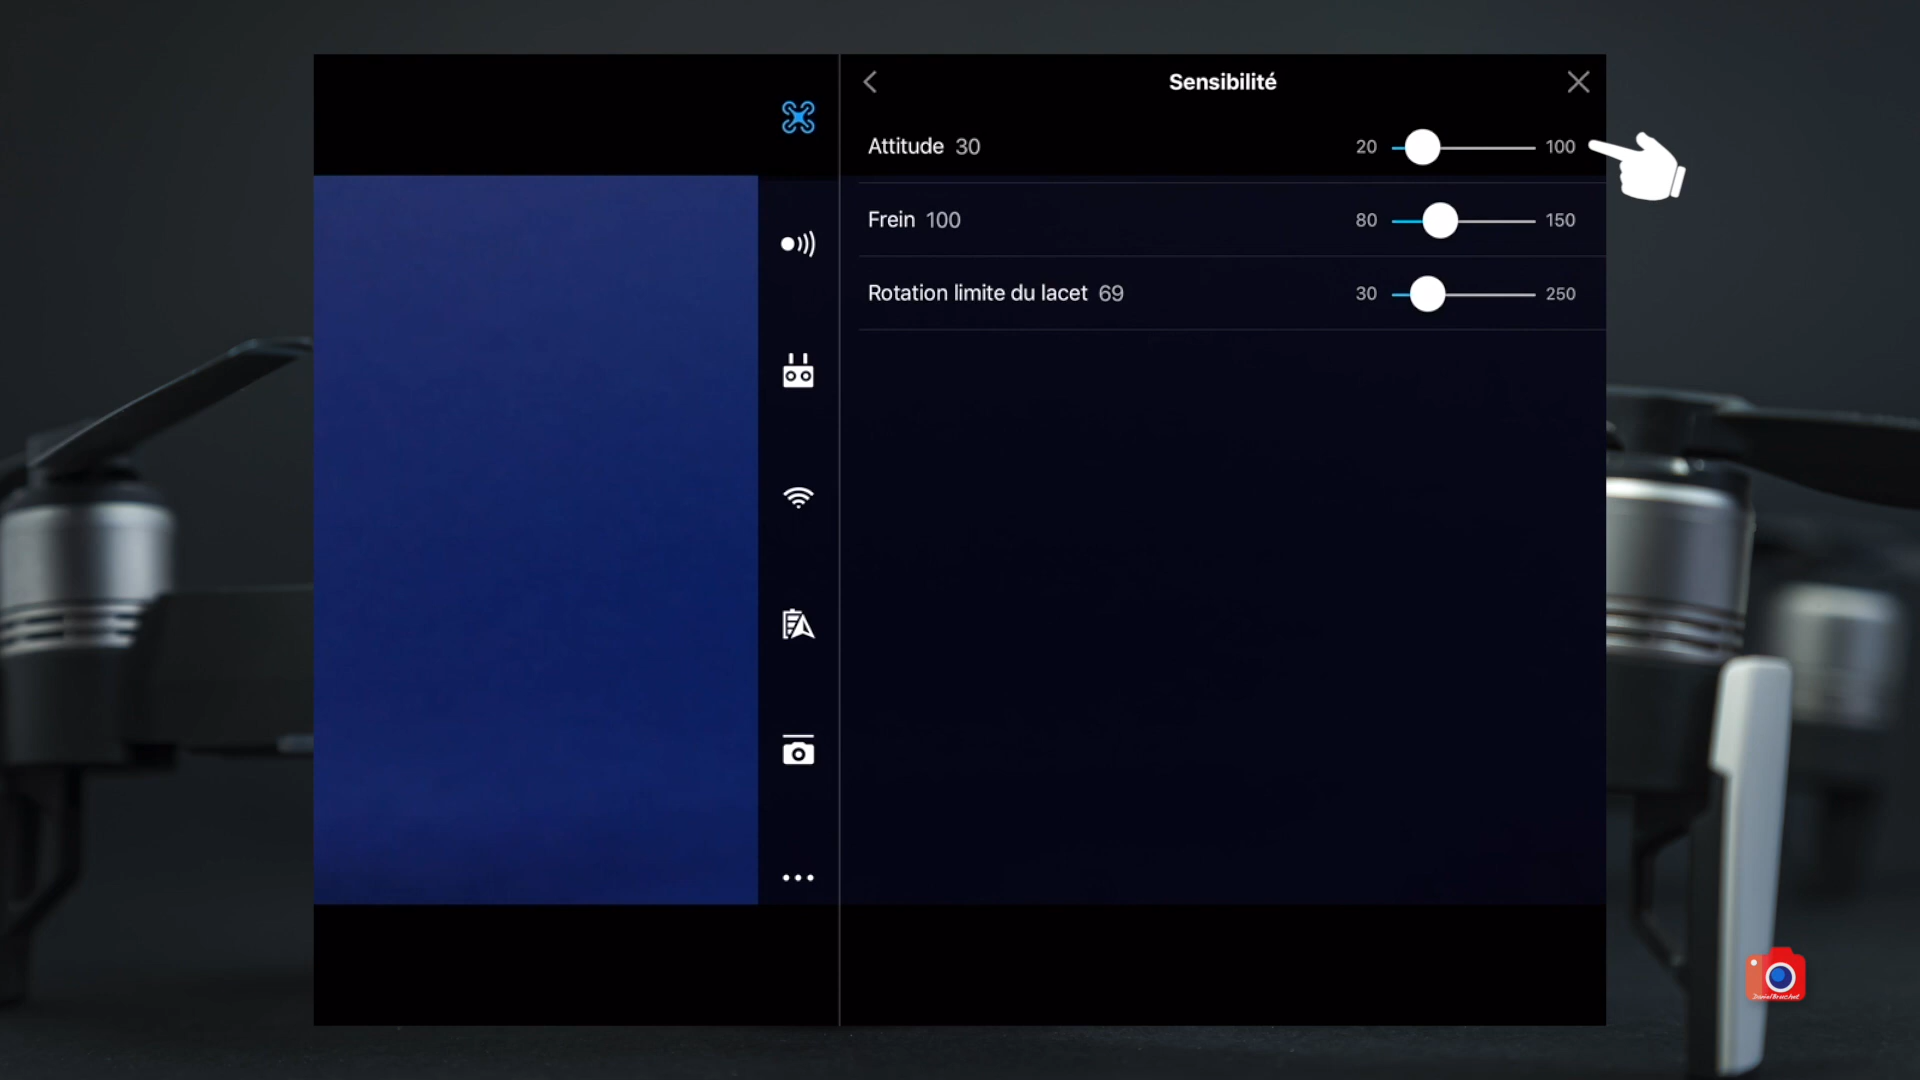 Sensibilité
Attitude 30 20 100
Frein 100 80 150
Rotation limite du lacet 69 30 250